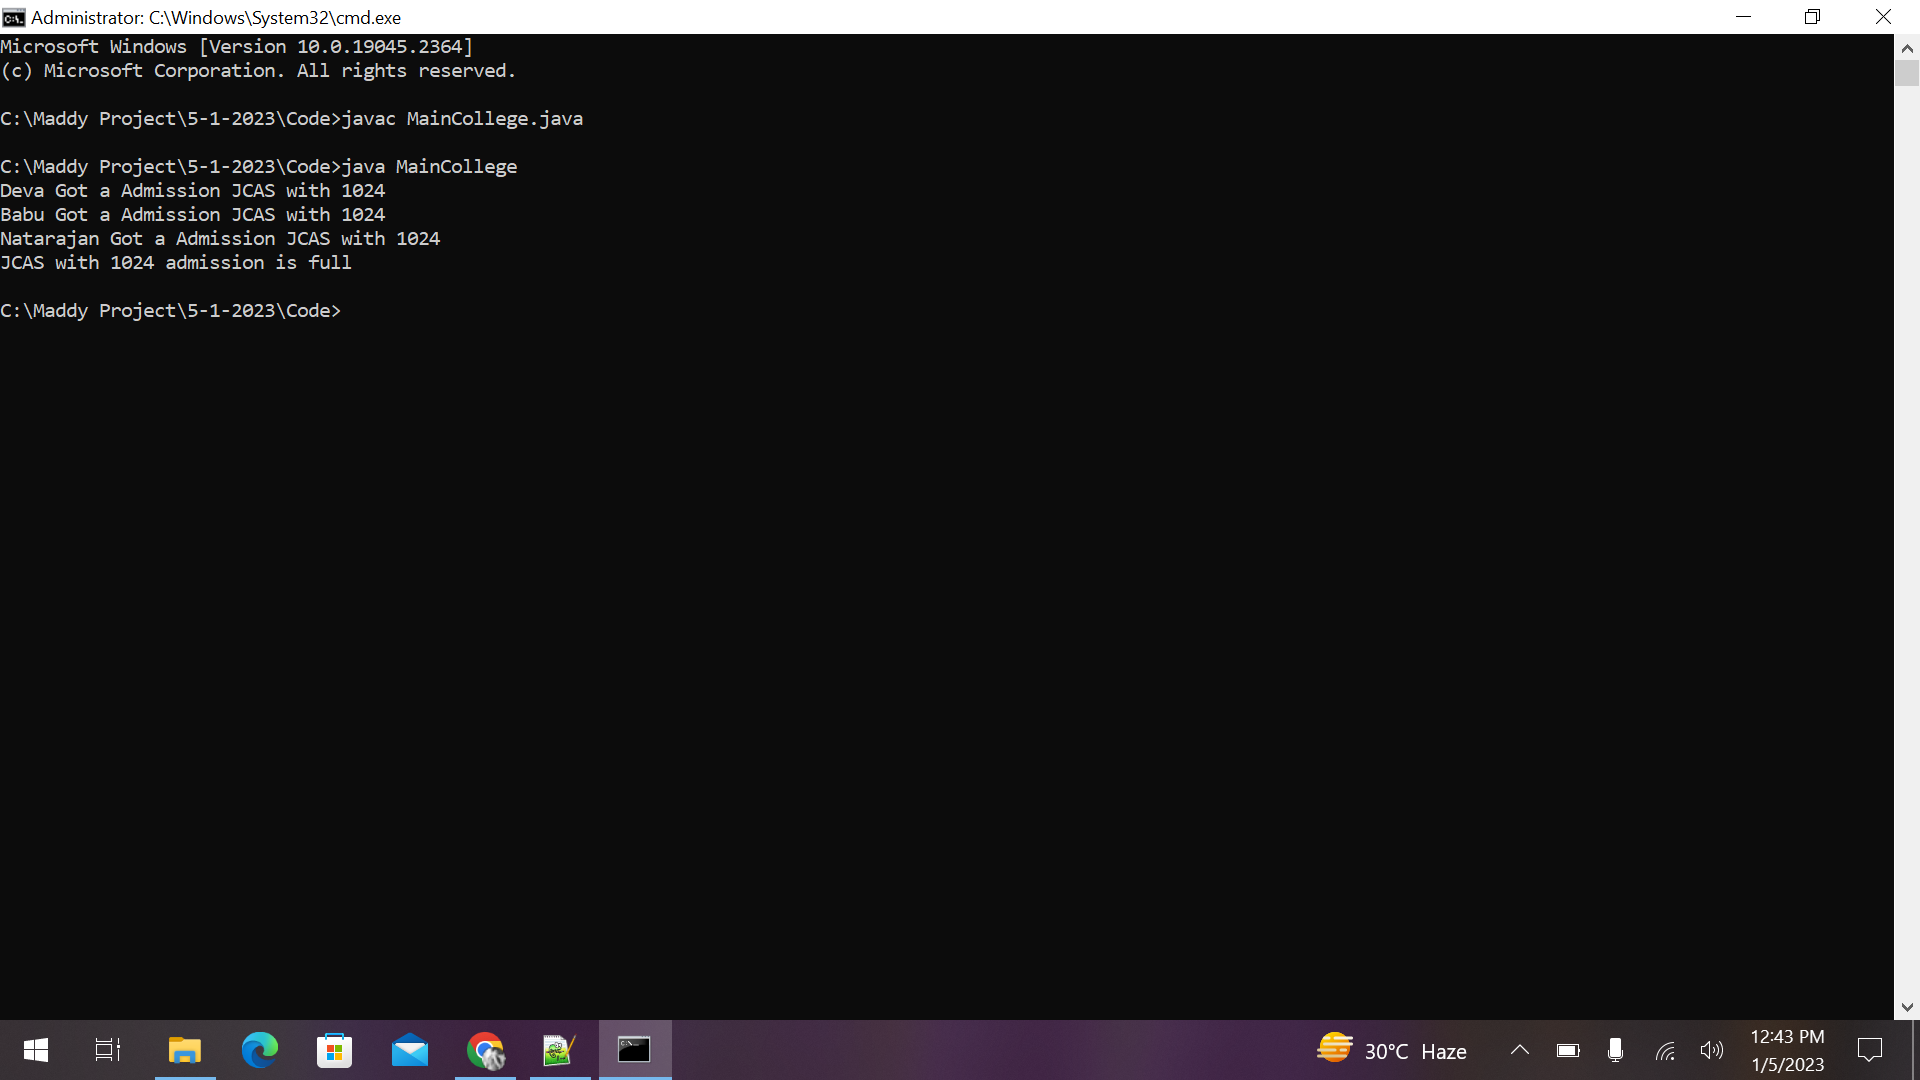 Administrator: C:\Windows\System32\cmd.exe
Microsoft Windows [Version 10.0.19045.2364]
(c) Microsoft Corporation. All rights reserved.
C:\Maddy Project\5-1-2023\Code>javac MainCollege.java
C:\Maddy Project\5-1-2023\Code>java MainCollege
Deva Got a Admission JCAS with 1024
Babu Got a Admission JCAS with 1024
Natarajan Got a Admission JCAS with 1024
JCAS with 1024 admission is full
C:\Maddy Project\5-1-2023\Code>
30°C Haze
12:43 PM
1/5/2023